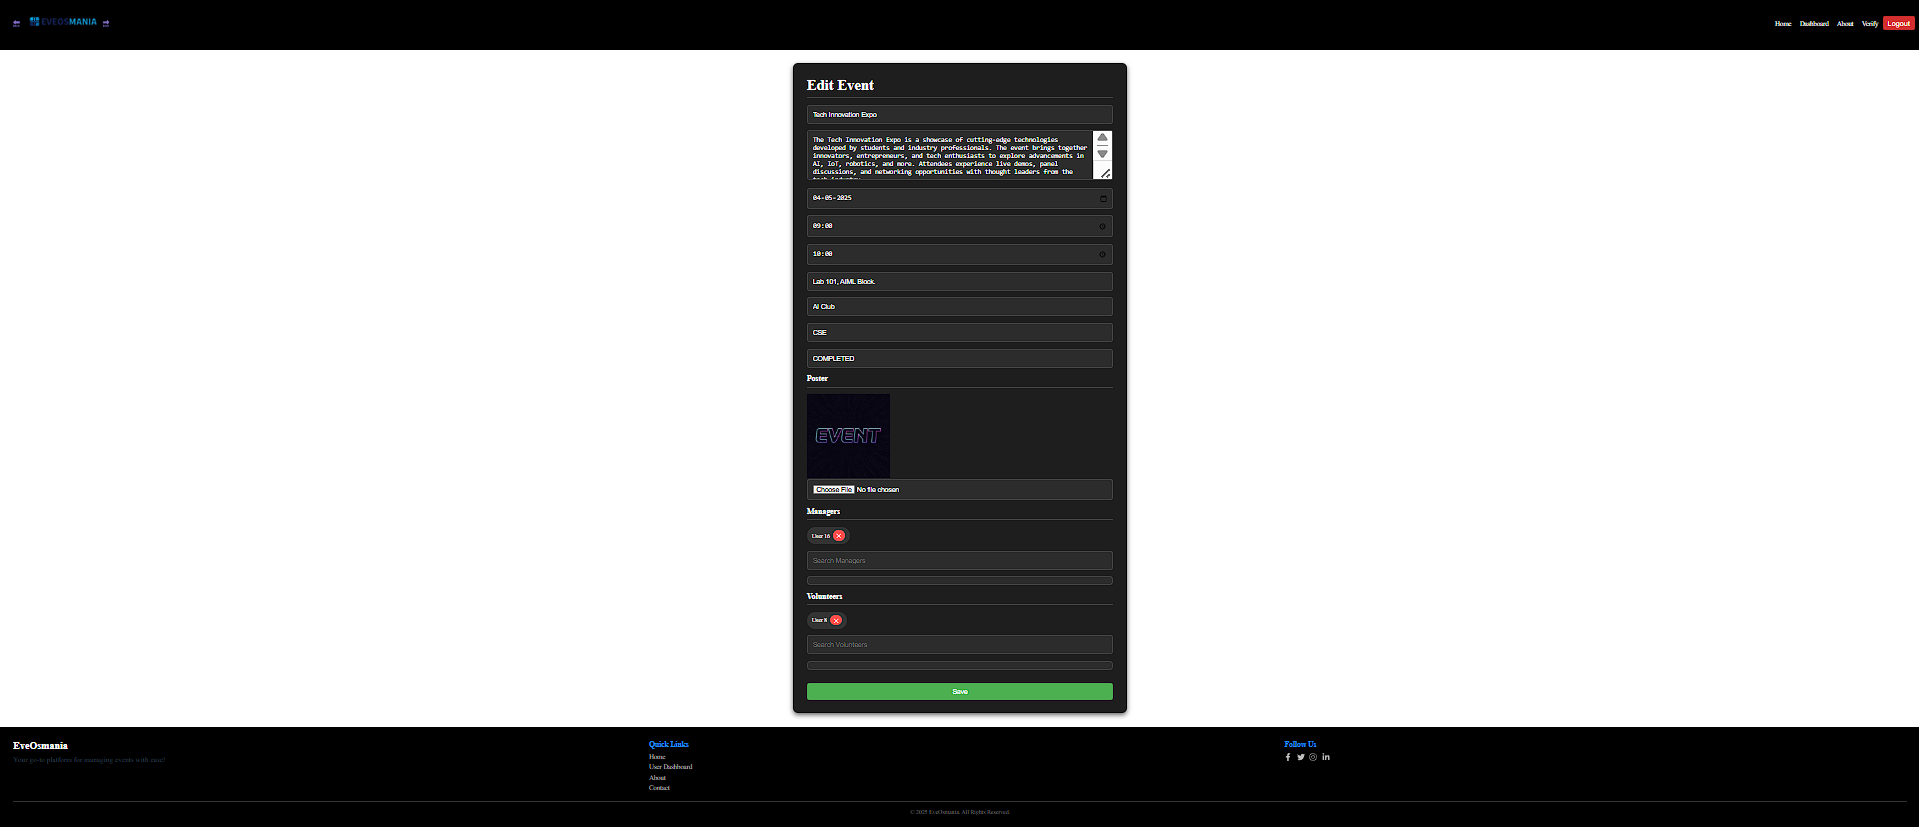 EVEOSMANIA
Home Dashboard About Verify Logout
Edit Event
Tech Innovation Expo
The Tech Innovation Expo is a showcase of cutting-edge technologies
developed by students and industry professionals. The event brings together
innovators, entrepreneurs, and tech enthusiasts to explore advancements in
AI, IoT, robotics, and more. Attendees experience live demos, panel
discussions, and networking opportunities with thought leaders from the
tech industry.
04-05-2025
09:00
10:00
Lab 101, AIML Block.
AI Club
CSE
COMPLETED
Poster
EVENT
Choose File No file chosen
Managers
User 16
Search Managers
Volunteers
User 8
Search Volunteers
Save
EveOsmania
Your go-to platform for managing events with ease!
Quick Links
Home
User Dashboard
About
Contact
Follow Us
© 2025 EveOsmania. All Rights Reserved.